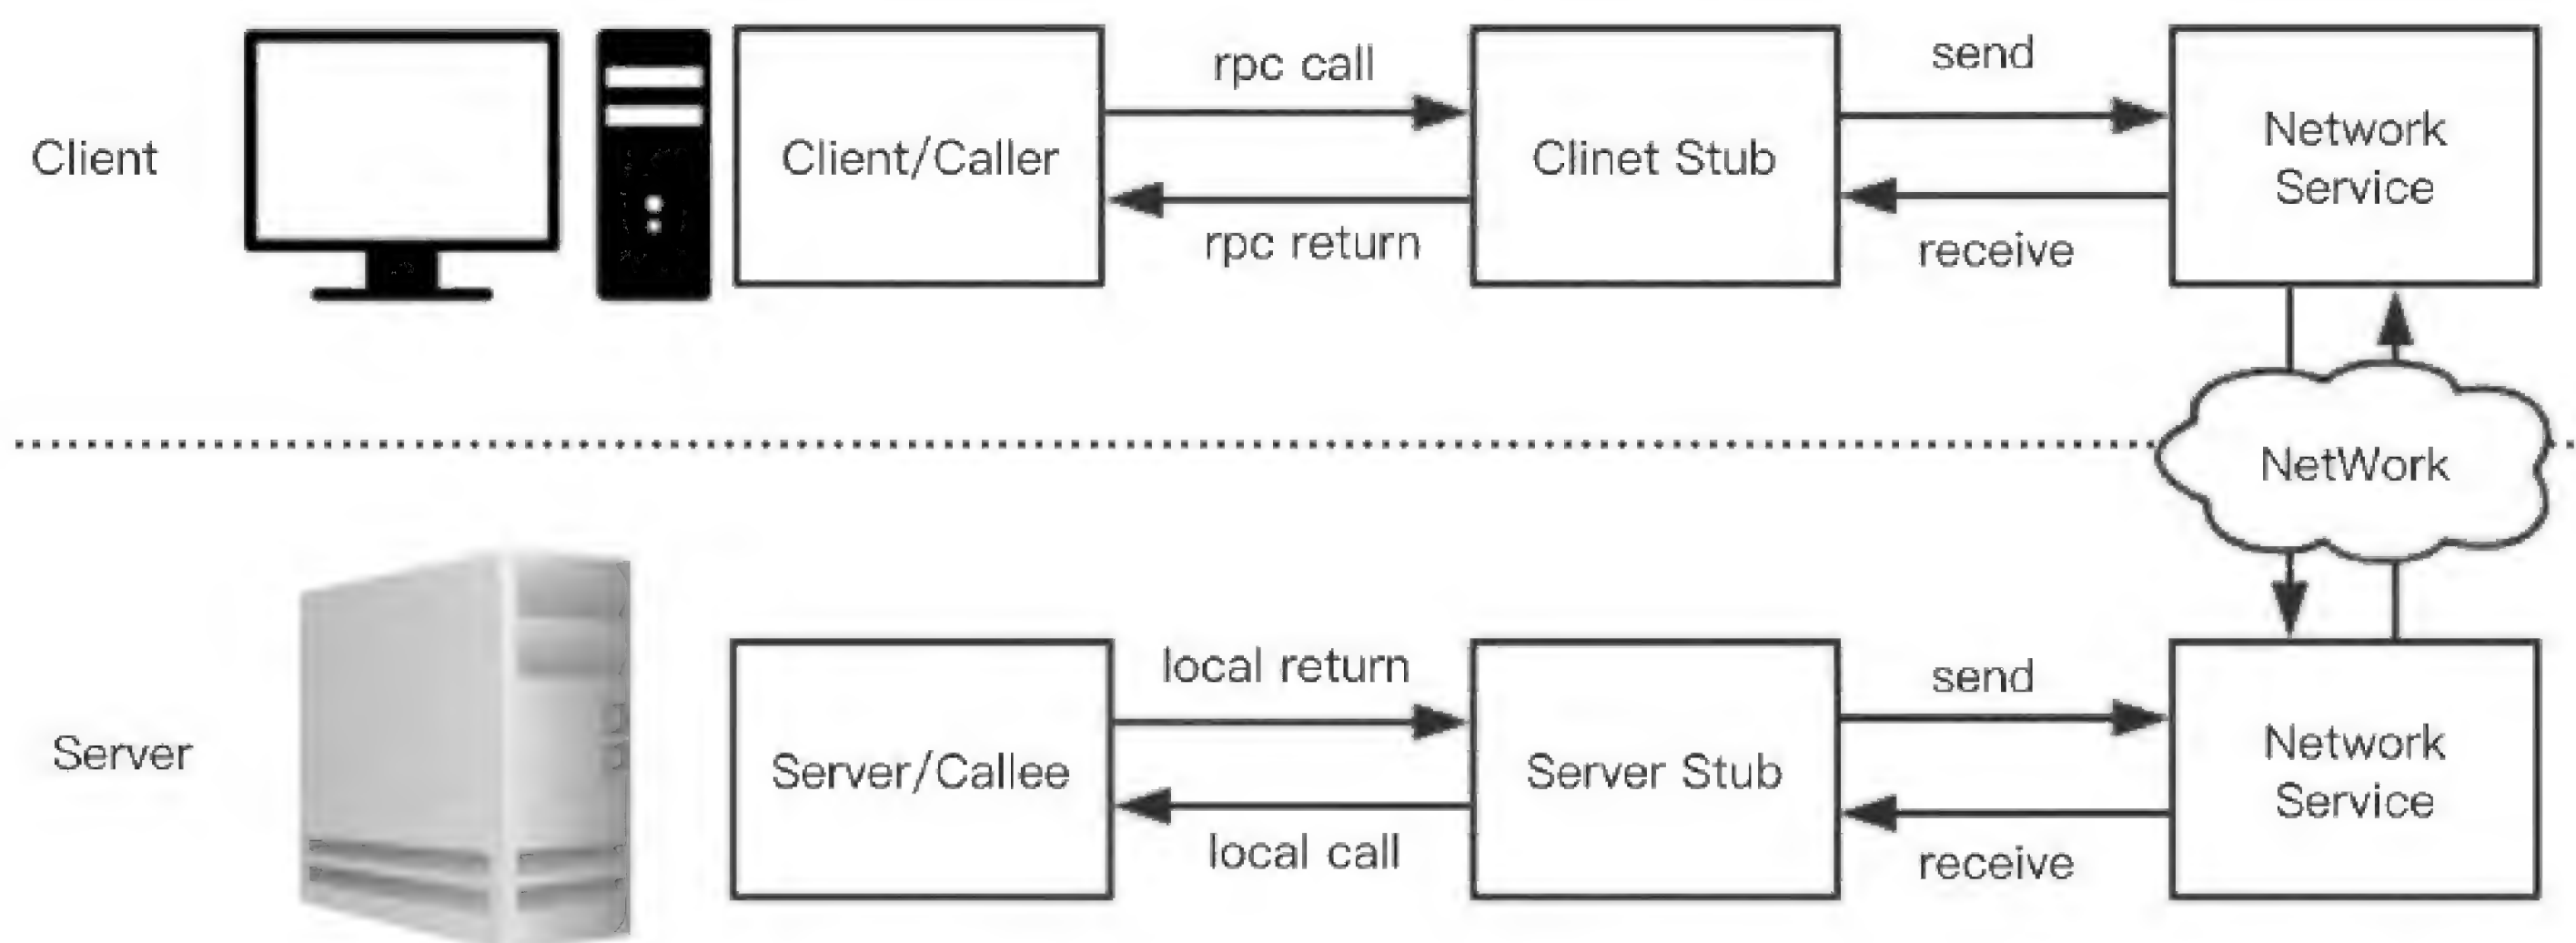 Client
Client/Caller
rpc call
rpc return
Clinet Stub
send
receive
Network
Service
NetWork
Server
Server/Callee
local return
local call
Server Stub
send
receive
Network
Service